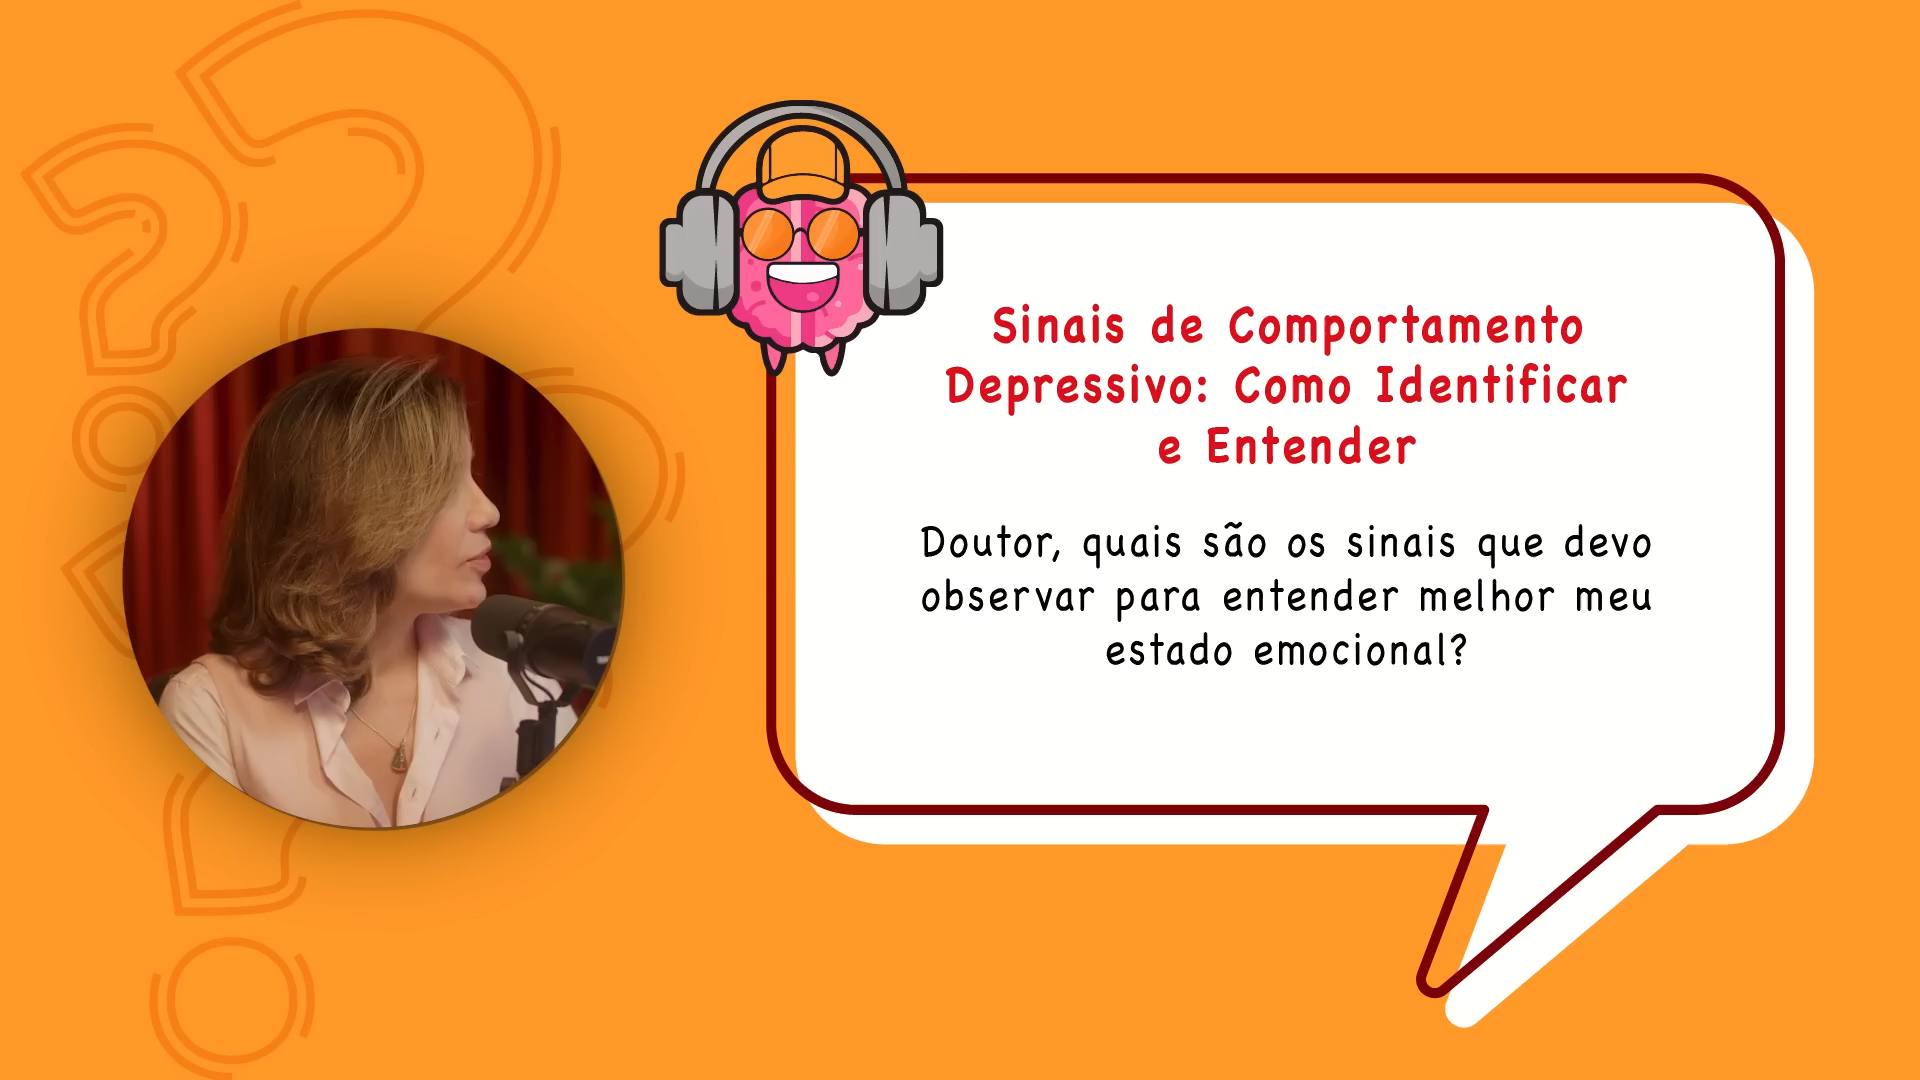 Sinais de Comportamento
Depressivo: Como Identificar
e Entender
Doutor, quais são os sinais que devo
observar para entender melhor meu
estado emocional?